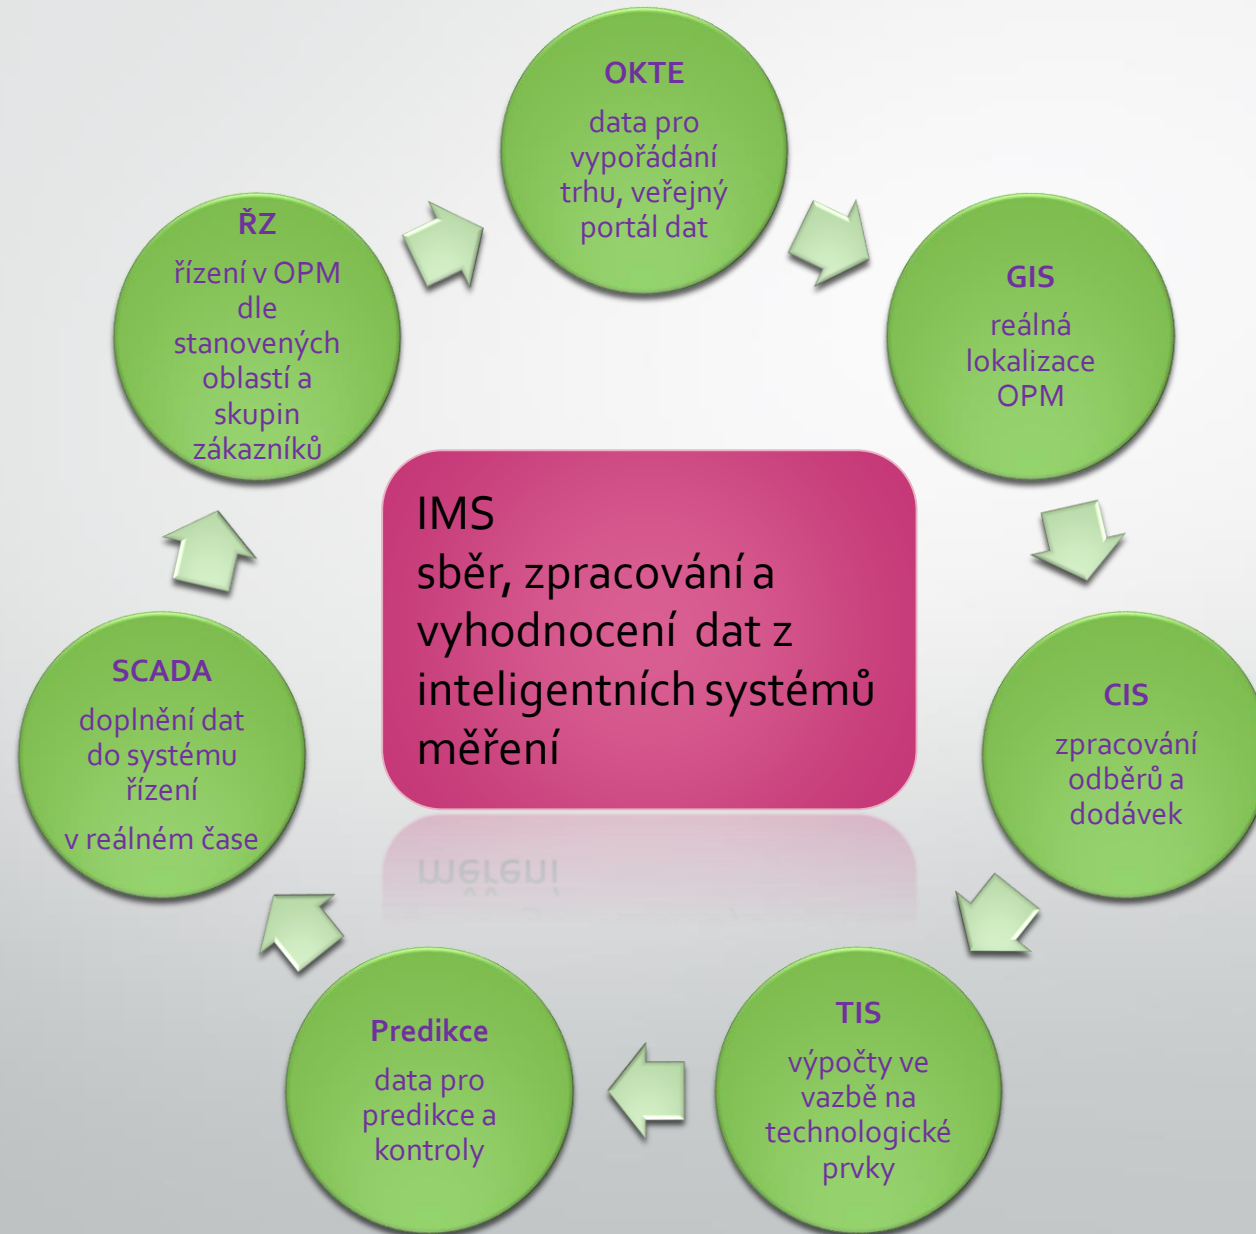 OKTE
data pro
vypořádání
trhu, veřejný
portál dat
GIS
reálná
lokalizace
OPM
CIS
zpracování
odběrů a
dodávek
TIS
výpočty ve
vazbě na
technologické
prvky
Predikce
data pro
predikce a
kontroly
SCADA
doplnění dat
do systému
řízení
v reálném čase
ŘZ
řízení v OPM
dle
stanovených
oblastí a
skupin
zákazníků
IMS
sběr, zpracování a
vyhodnocení dat z
inteligentních systémů
měření